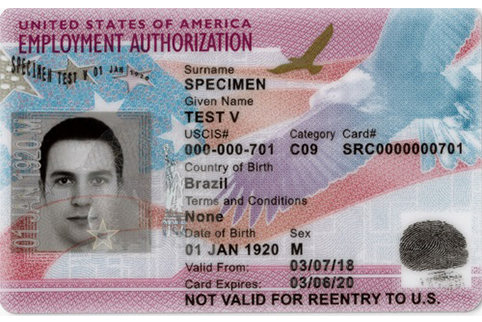 UNITED STATES OF AMERICA
EMPLOYMENT AUTHORIZATION
SPECIMEN TEST V 01 JAN 1920
Surname
SPECIMEN
Given Name
TEST V
USCIS# Category Card#
000-000-701 C09 SRC0000000701
Country of Birth
Brazil
Terms and Conditions
None
Date of Birth Sex
01 JAN 1920 M
Valid From: 03/07/18
Card Expires: 03/06/20
NOT VALID FOR REENTRY TO U.S.
01 JAN 1920 M